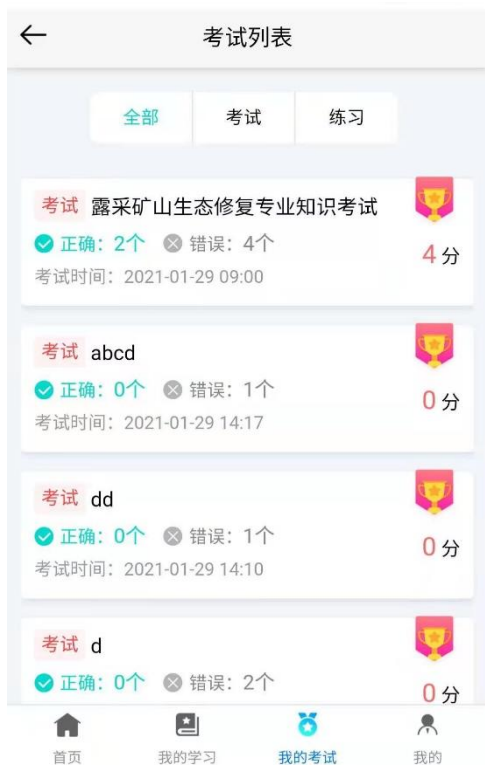 考试列表
全部 考试 练习
考试 露采矿山生态修复专业知识考试
正确：2个 错误：4个
4分
考试时间：2021-01-29 09:00
考试 abcd
正确：0个 错误：1个
0分
考试时间：2021-01-29 14:17
考试 dd
正确：0个 错误：1个
0分
考试时间：2021-01-29 14:10
考试 d
正确：0个 错误：2个
0分
首页 我的学习 我的考试 我的